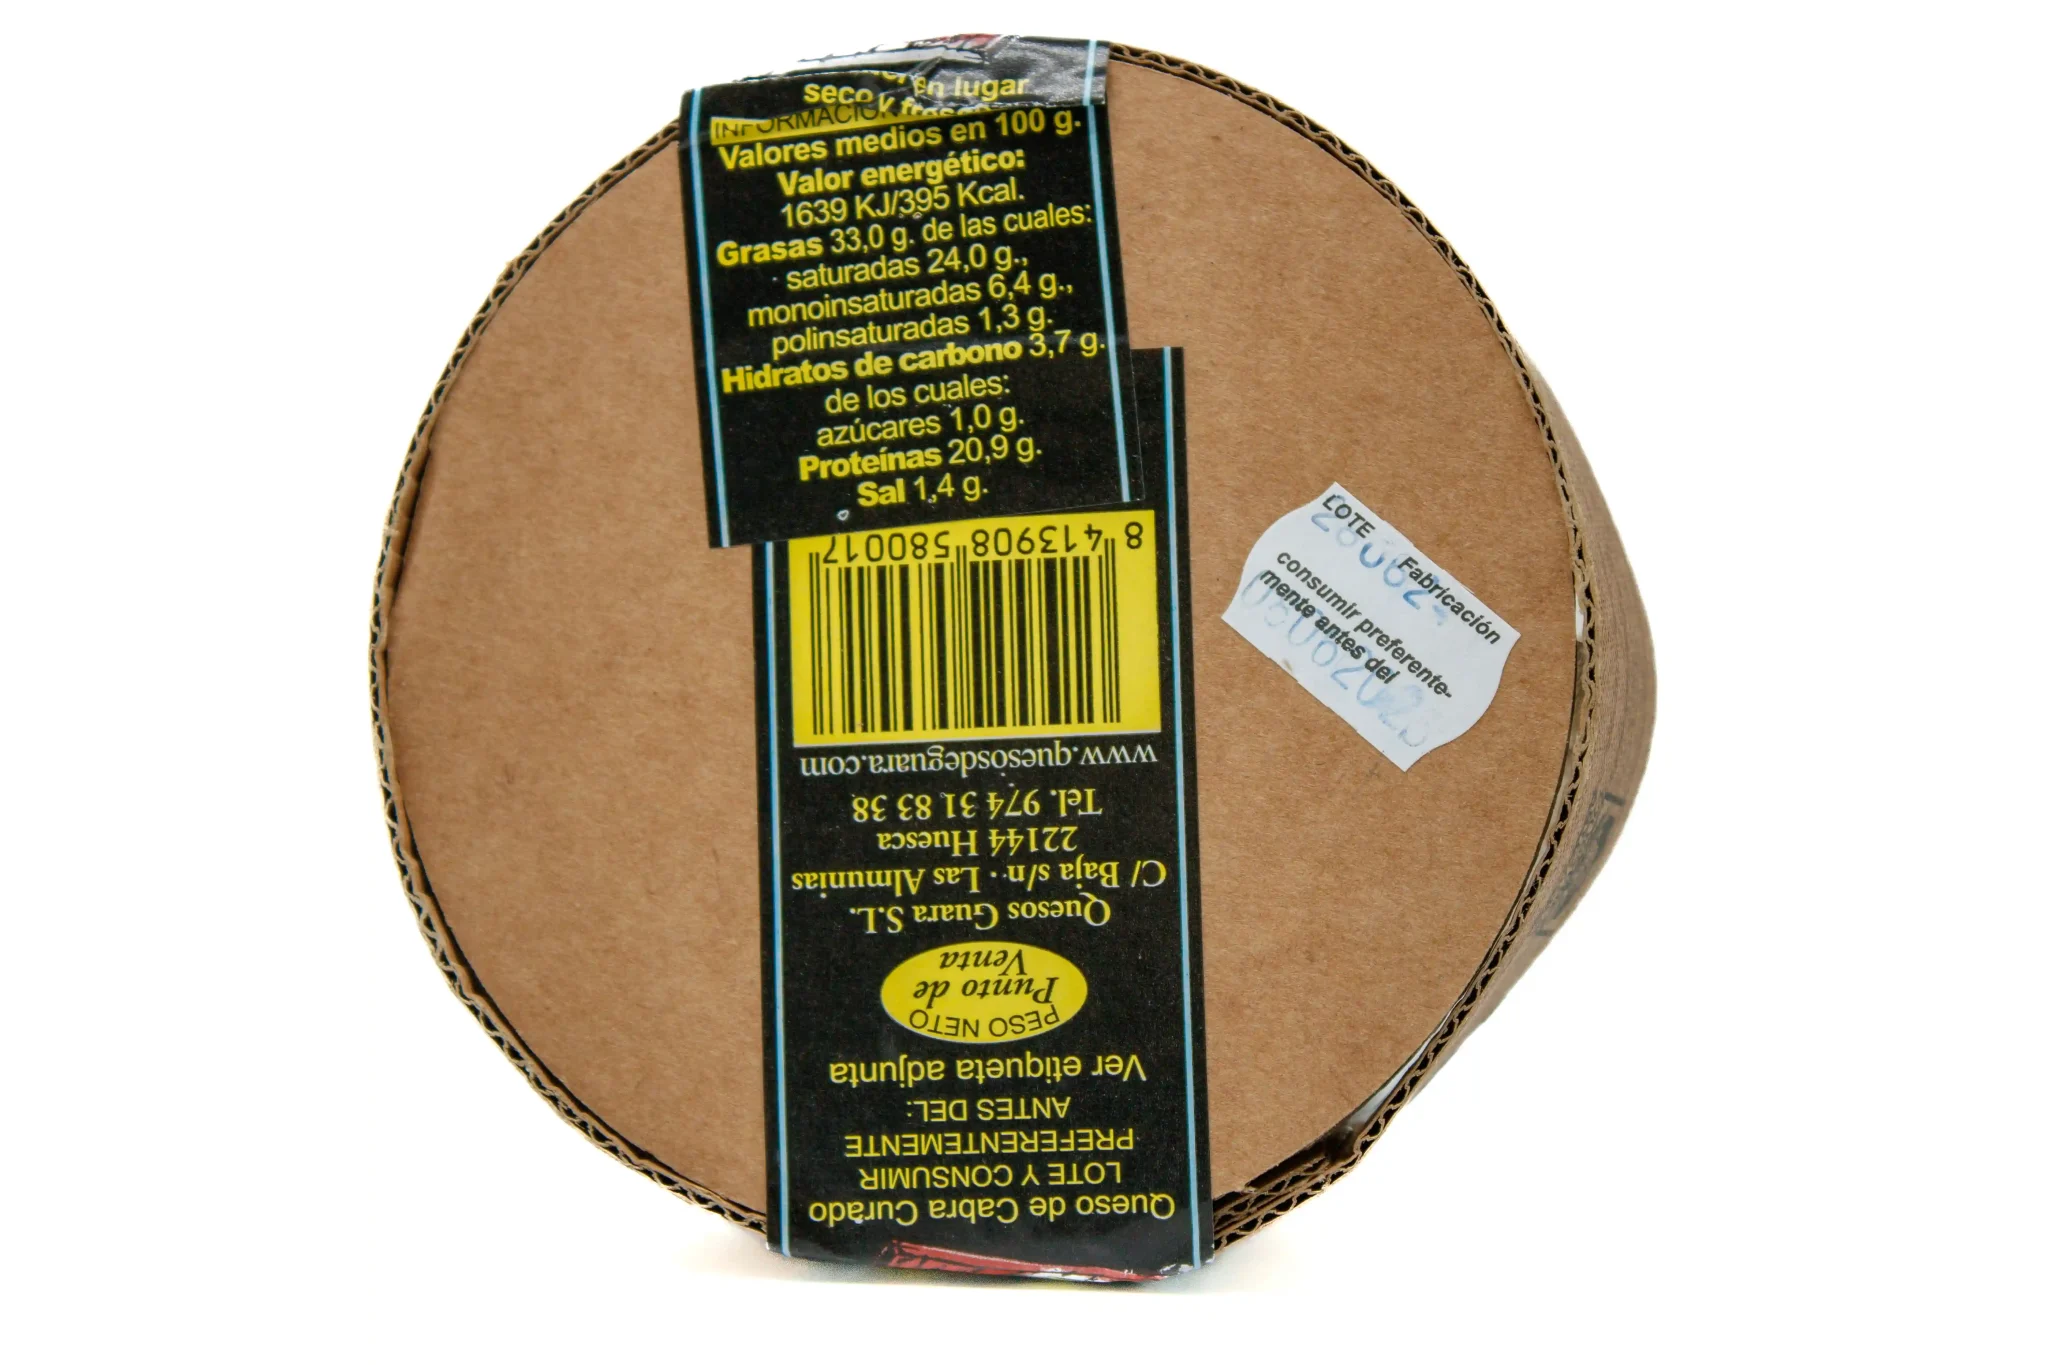 seco y en lugar
INFORMACIÓN
Valores medios en 100 g.
Valor energético:
1639 KJ/395 Kcal.
Grasas 33,0 g. de las cuales:
saturadas 24,0 g.,
monoinsaturadas 6,4 g.,
polinsaturadas 1,3 g.
Hidratos de carbono 3,7 g.
de los cuales:
azúcares 1,0 g.
Proteínas 20,9 g.
Sal 1,4 g.
Queso de Cabra Curado
LOTE Y CONSUMIR
PREFERENTEMENTE
ANTES DEL:
Ver etiqueta adjunta
PESO NETO
Punto de
Venta
Quesos Guara S.L.
C/ Baja s/n · Las Almunias
22144 Huesca
Tel. 974 31 83 38
www.quesosdeguara.com
8 413908 580017
LOTE Fabricación
consumir preferente-
mente antes del